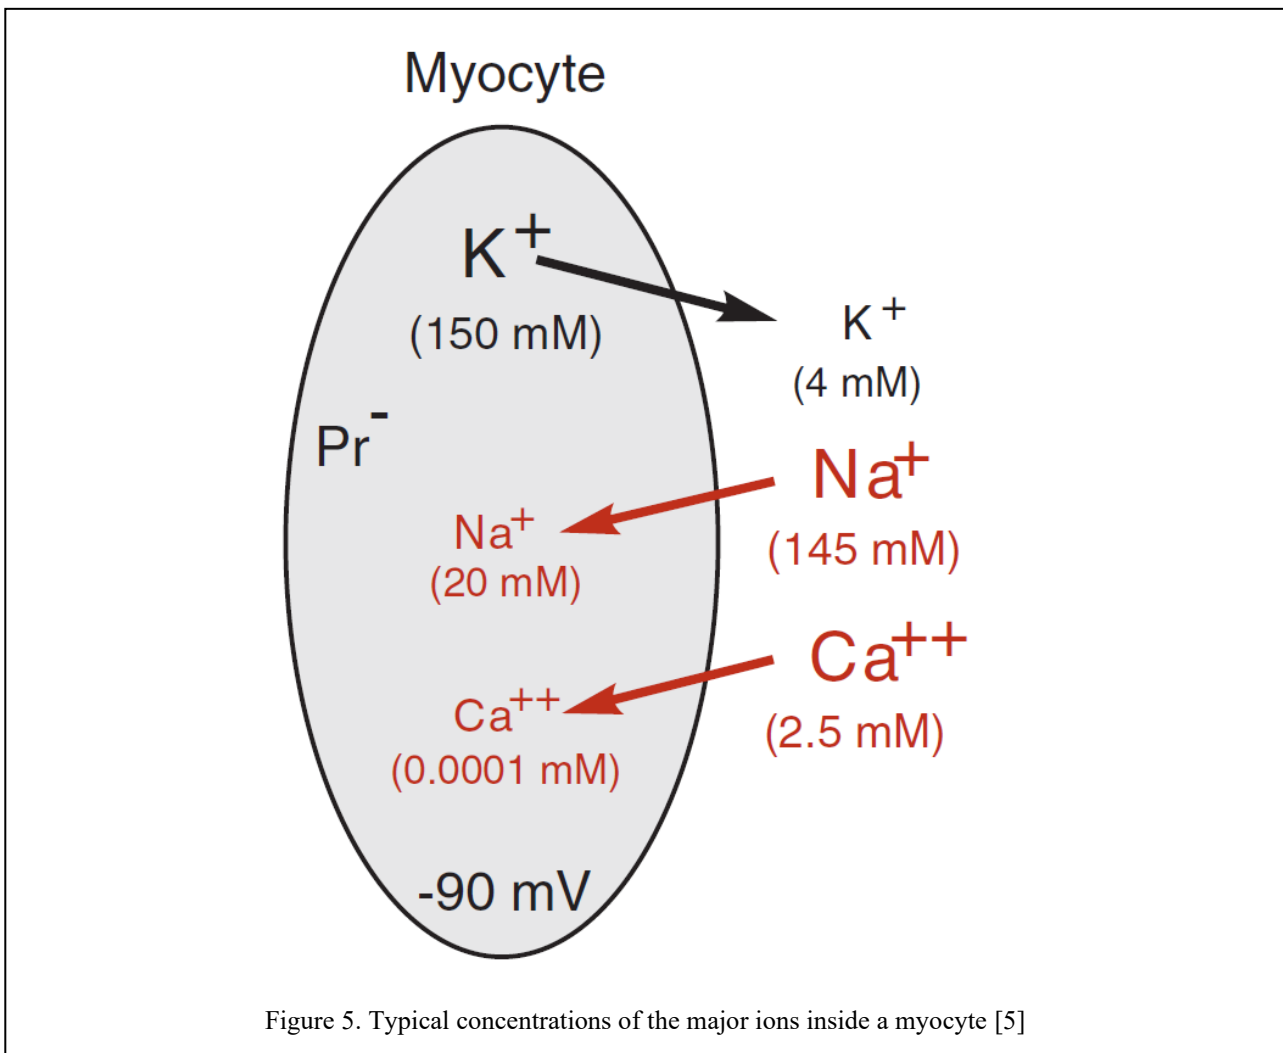 Myocyte
K+
(150 mM)
K+
(4 mM)
Pr-
Na+
(145 mM)
Na+
(20 mM)
Ca++
(2.5 mM)
Ca++
(0.0001 mM)
-90 mV
Figure 5. Typical concentrations of the major ions inside a myocyte [5]